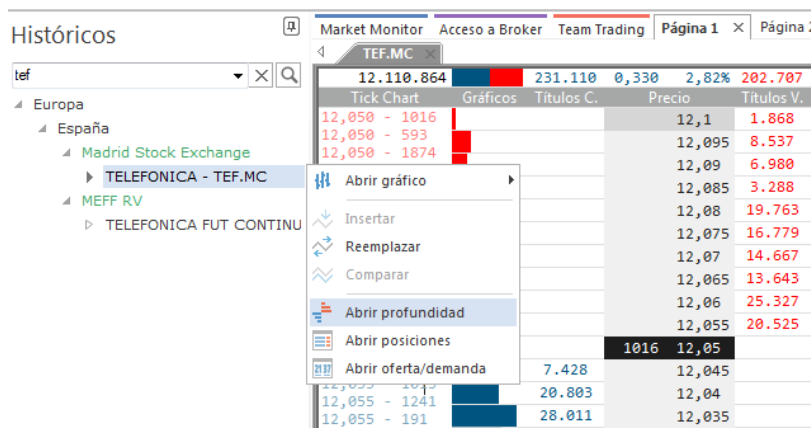 Históricos
Market Monitor Acceso a Broker Team Trading Página 1 Página 2
TEF.MC
tef
12.110.864 231.110 0,330 2,82% 202.707
Tick Chart Gráficos Títulos C. Precio Títulos V.
Europa
España
Madrid Stock Exchange
TELEFONICA - TEF.MC
MEFF RV
TELEFONICA FUT CONTINU
12,050 - 1016 12,1 1.868
12,050 - 593 12,095 8.537
12,050 - 1874 12,09 6.980
12,085 3.288
12,08 19.763
12,075 16.779
12,07 14.667
12,065 13.643
12,06 25.327
12,055 20.525
1016 12,05
7.428 12,045
20.803 12,04
12,055 - 1241
28.011 12,035
12,055 - 191
Abrir gráfico
Insertar
Reemplazar
Comparar
Abrir profundidad
Abrir posiciones
Abrir oferta/demanda